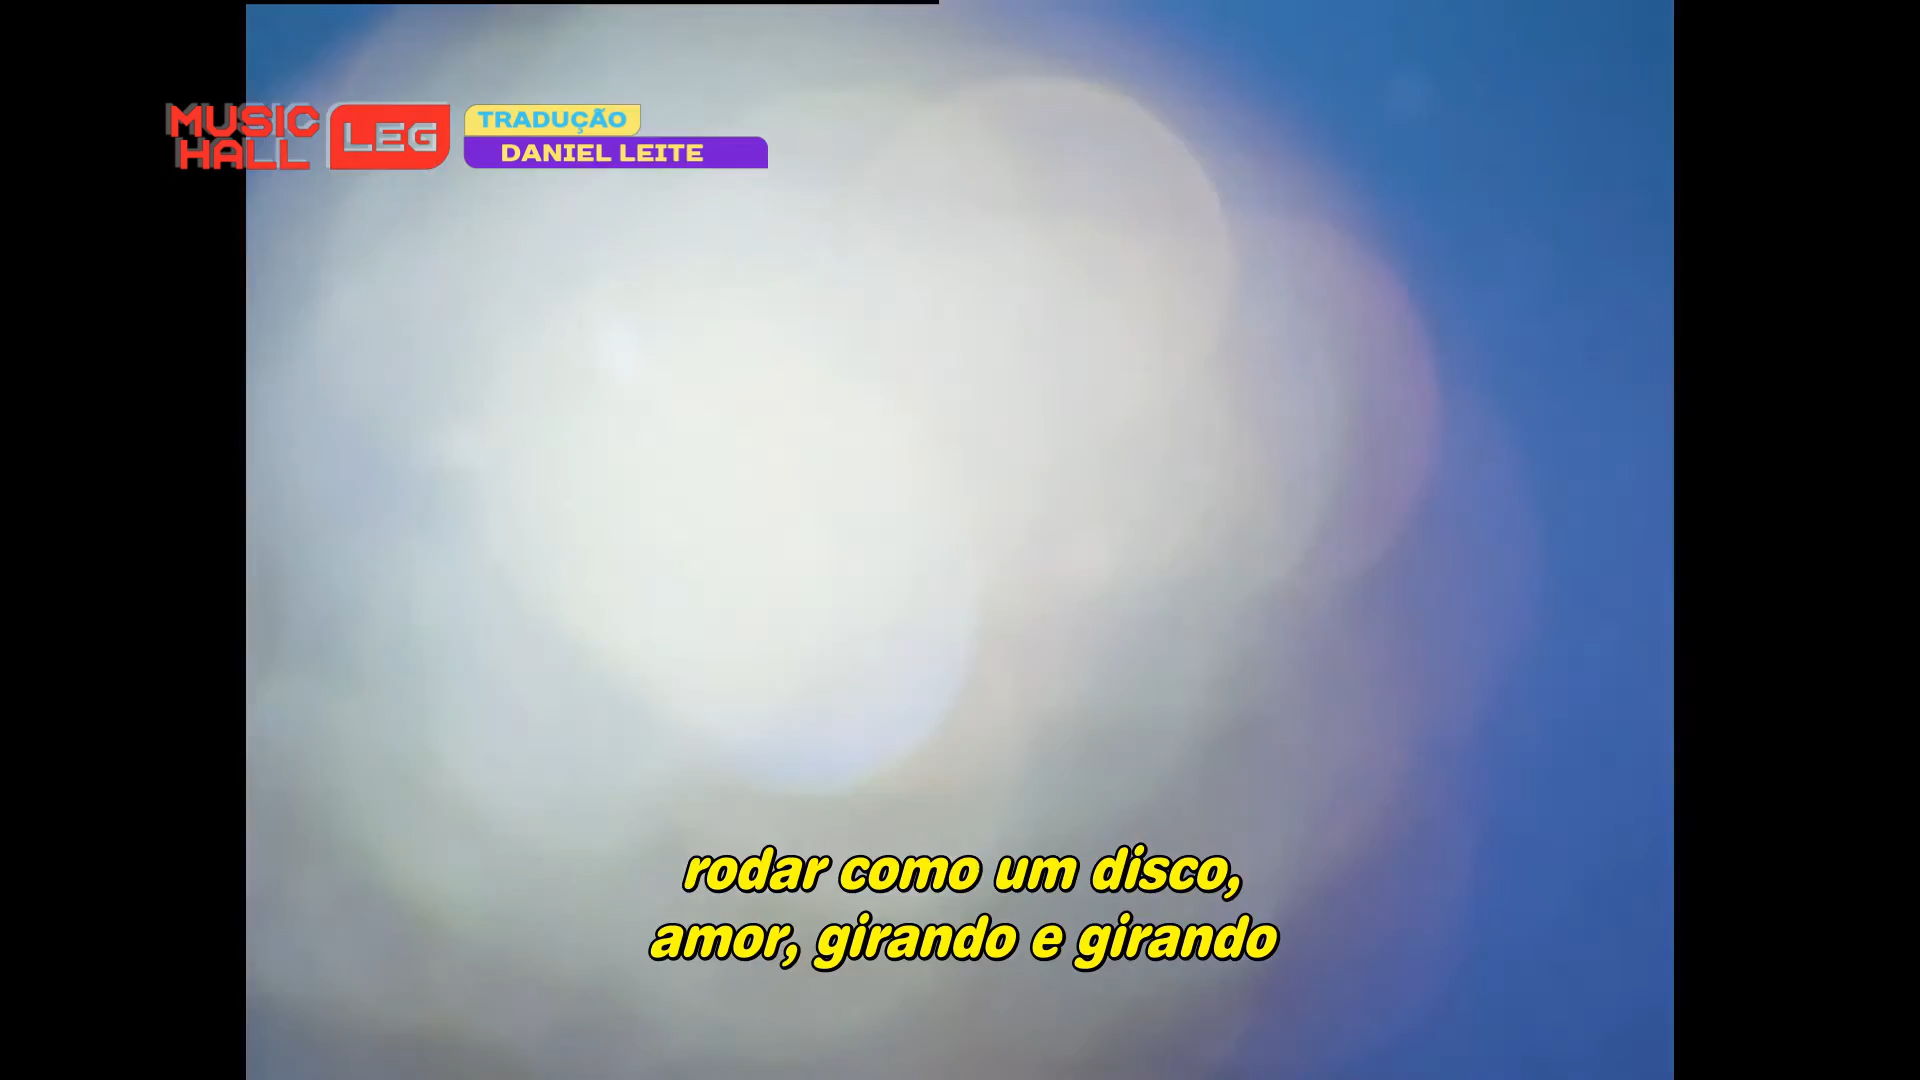 MUSIC
HALL
LEG
TRADUÇÃO
DANIEL LEITE
rodar como um disco,
amor, girando e girando